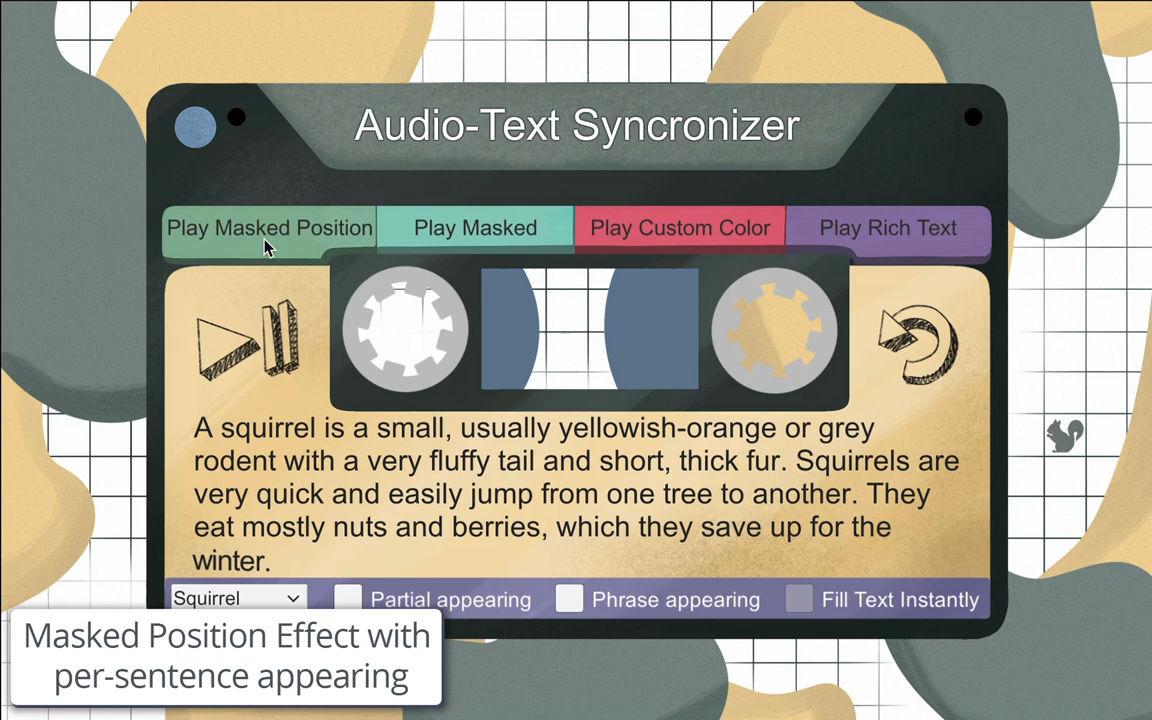 Audio-Text Syncronizer
Play Masked Position
Play Masked
Play Custom Color
Play Rich Text
A squirrel is a small, usually yellowish-orange or grey
rodent with a very fluffy tail and short, thick fur. Squirrels are
very quick and easily jump from one tree to another. They
eat mostly nuts and berries, which they save up for the
winter.
Squirrel
Partial appearing
Phrase appearing
Fill Text Instantly
Masked Position Effect with
per-sentence appearing